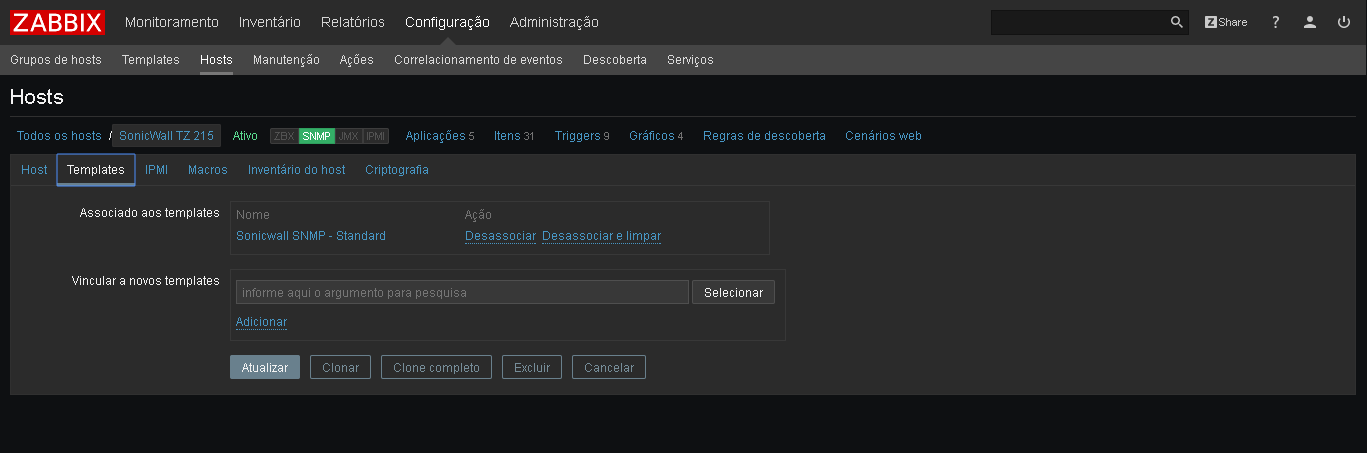 ZABBIX Monitoramento Inventário Relatórios Configuração Administração Z Share ?
Grupos de hosts Templates Hosts Manutenção Ações Correlacionamento de eventos Descoberta Serviços
Hosts
Todos os hosts / SonicWall TZ 215 Ativo ZBX SNMP JMX IPMI Aplicações 5 Itens 31 Triggers 9 Gráficos 4 Regras de descoberta Cenários web
Host Templates IPMI Macros Inventário do host Criptografia
Associado aos templates Nome Ação
Sonicwall SNMP - Standard Desassociar Desassociar e limpar
Vincular a novos templates
informe aqui o argumento para pesquisa Selecionar
Adicionar
Atualizar Clonar Clone completo Excluir Cancelar